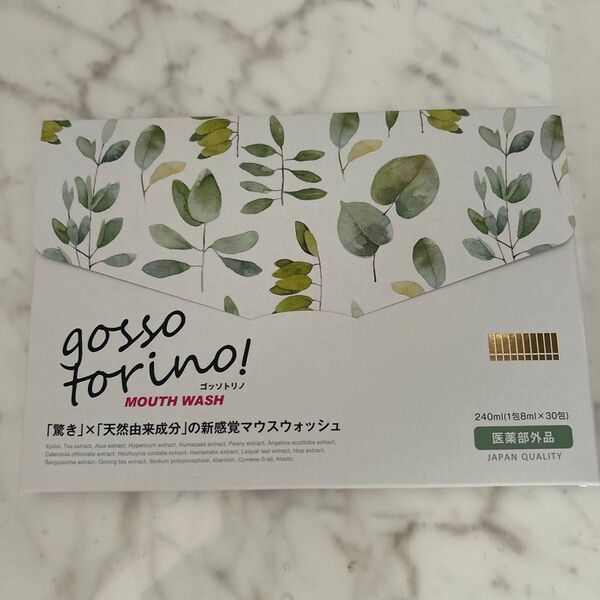 gosso
torino!
ゴッソトリノ
MOUTH WASH
「驚き」×「天然由来成分」の新感覚マウスウォッシュ
Xylitol, Tea extract, Aloe extract, Hypericum extract, Kumazasa extract, Peony extract, Angelica acutiloba extract,
Calendula officinalis extract, Houttuynia cordata extract, Hamamelis extract, Loquat leaf extract, Hop extract,
Sanguisorba extract, Oolong tea extract, Sodium polyphosphate, Allantoin, Cymene-5-ol, Mastic
240ml(1包8ml×30包)
医薬部外品
JAPAN QUALITY